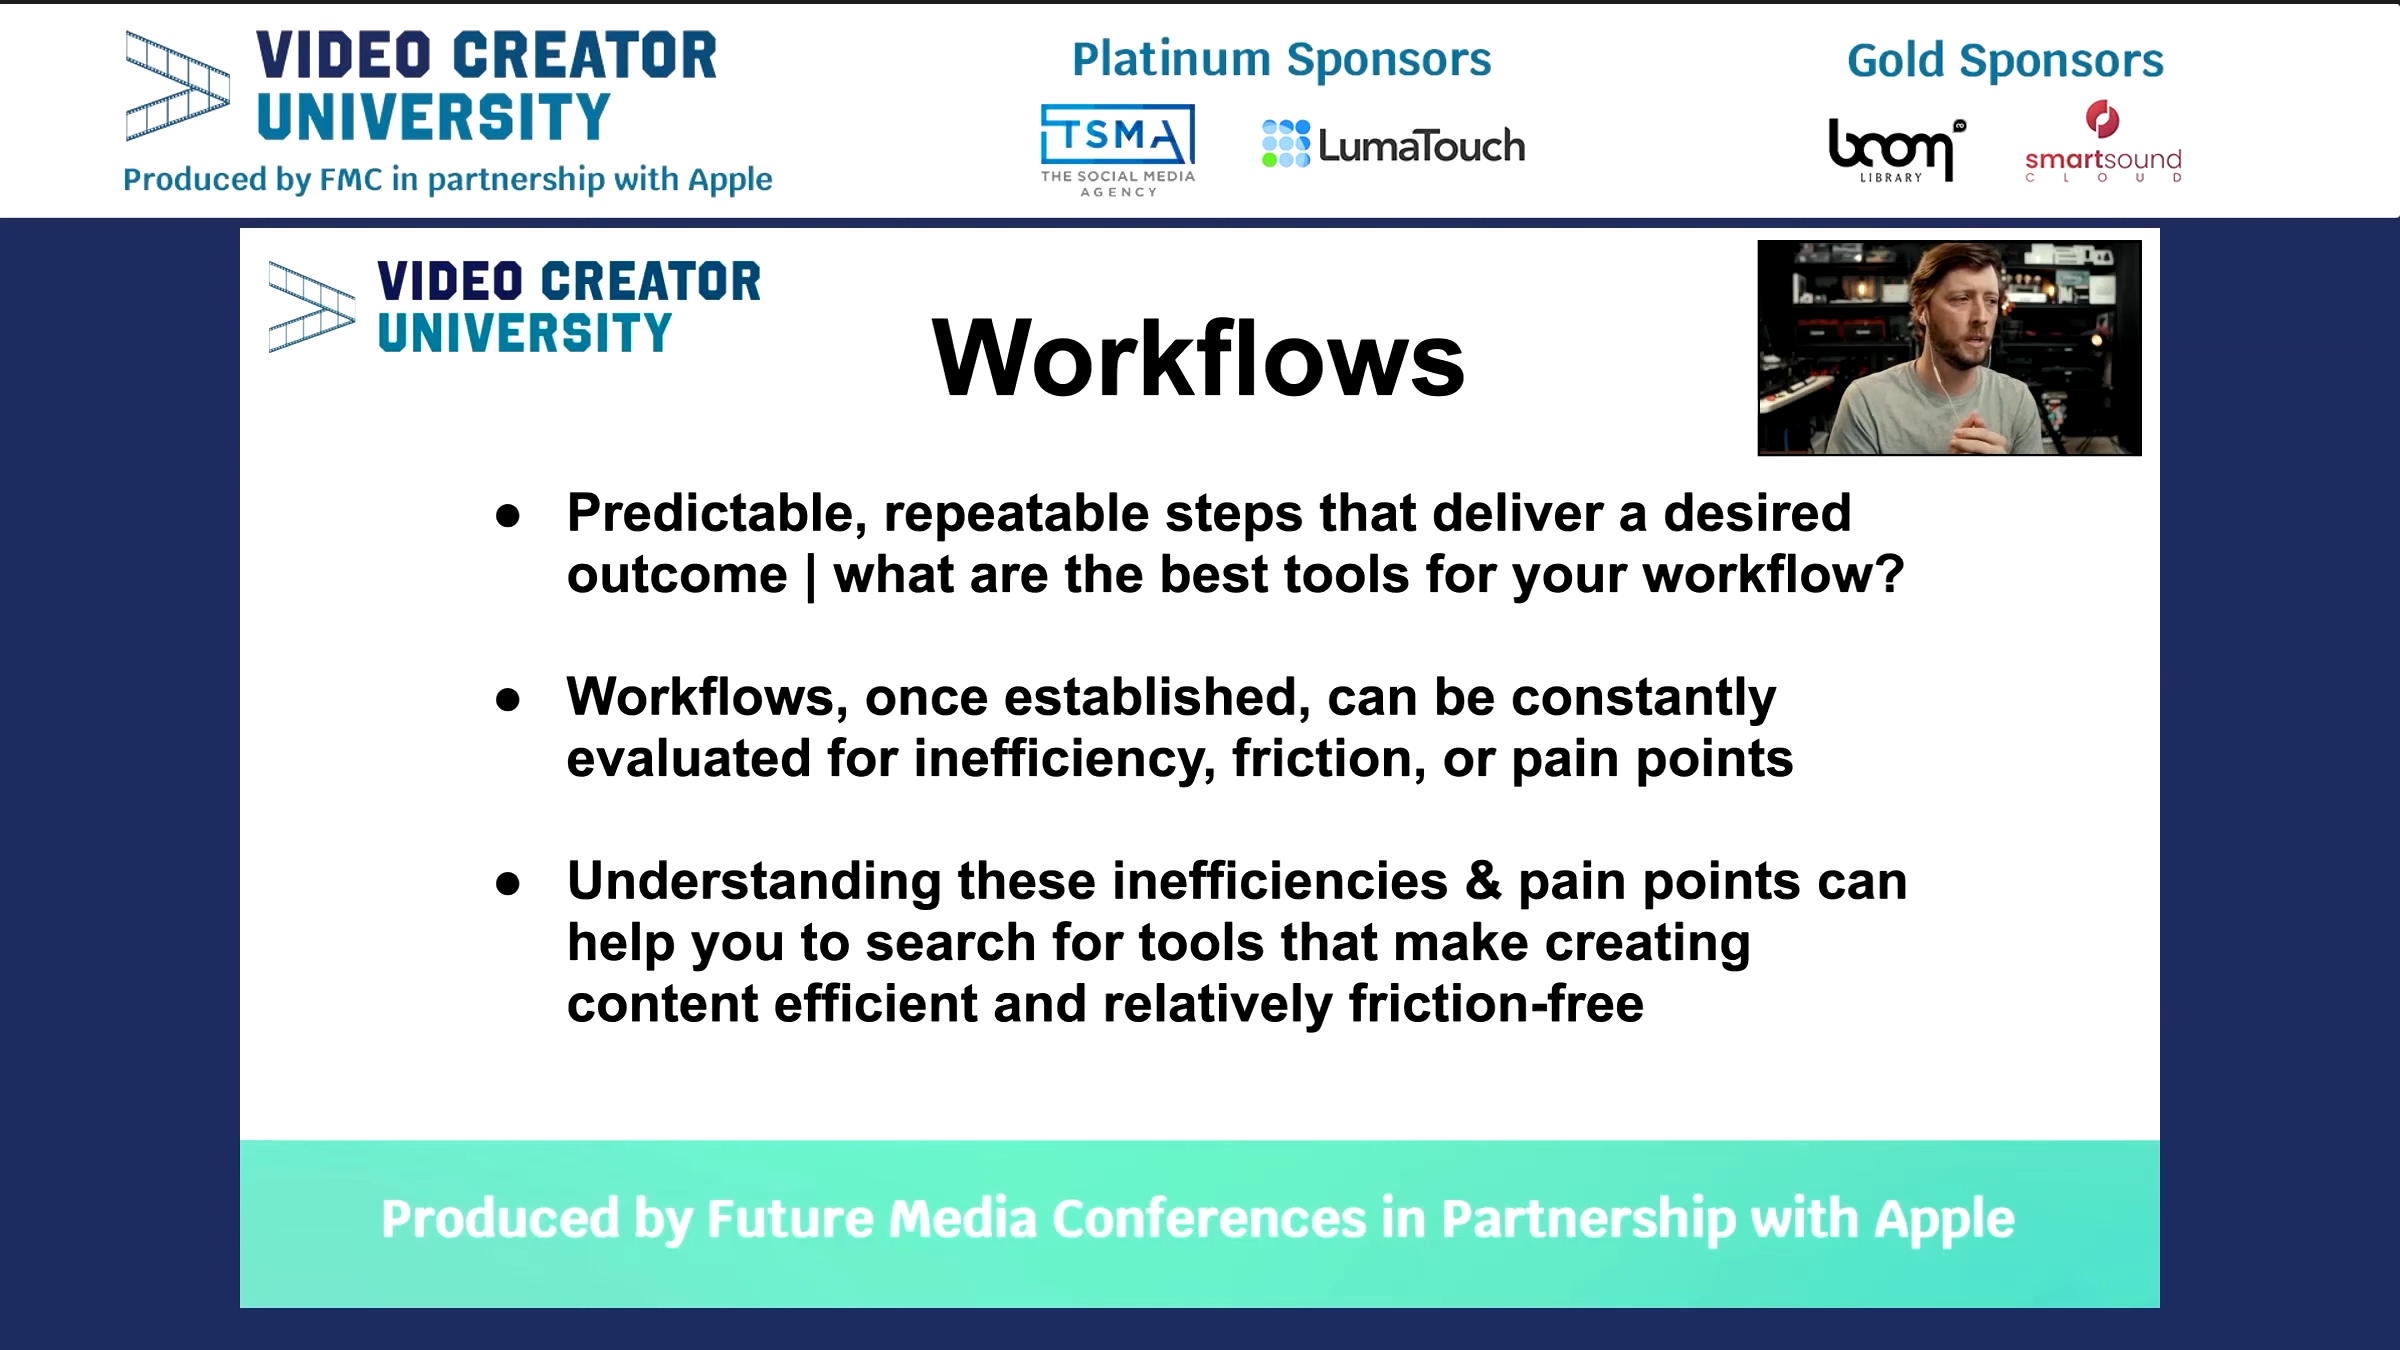 VIDEO CREATOR
UNIVERSITY
Produced by FMC in partnership with Apple
Platinum Sponsors
TSMA
THE SOCIAL MEDIA
AGENCY
LumaTouch
Gold Sponsors
boom
LIBRARY
smartsound
CLOUD
VIDEO CREATOR
UNIVERSITY
Workflows
● Predictable, repeatable steps that deliver a desired
outcome | what are the best tools for your workflow?
● Workflows, once established, can be constantly
evaluated for inefficiency, friction, or pain points
● Understanding these inefficiencies & pain points can
help you to search for tools that make creating
content efficient and relatively friction-free
Produced by Future Media Conferences in Partnership with Apple